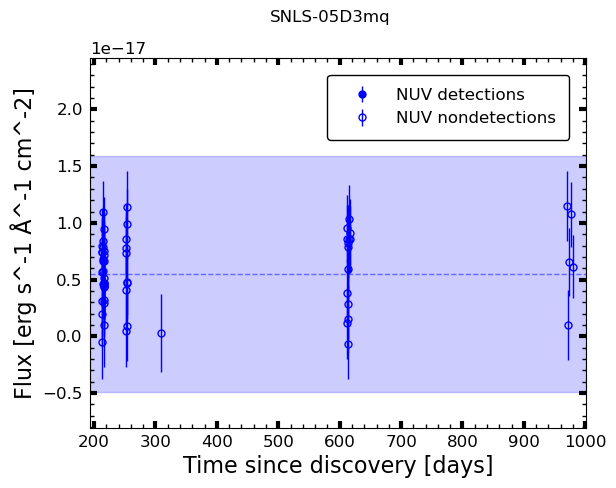 SNLS-05D3mq
1e−17
NUV detections
NUV nondetections
2.0
1.5
1.0
0.5
0.0
−0.5
Flux [erg s^-1 Å^-1 cm^-2]
200 300 400 500 600 700 800 900 1000
Time since discovery [days]